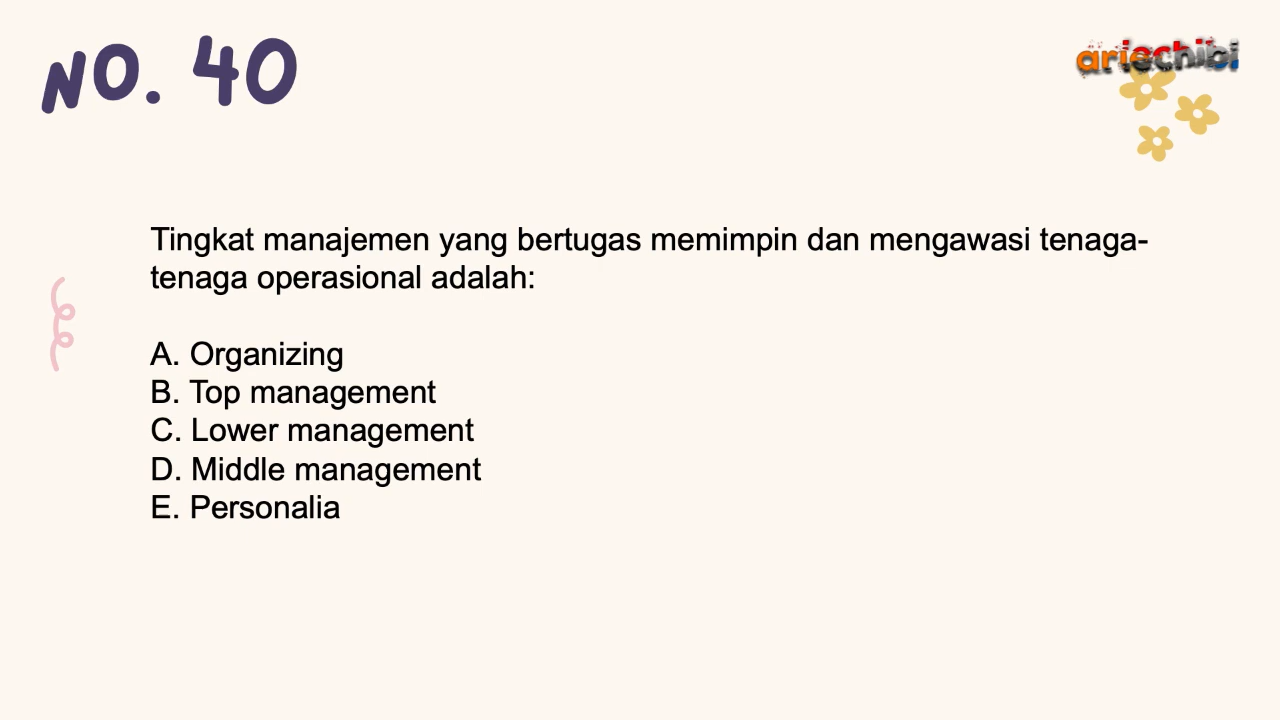 NO. 40
ariechibi
Tingkat manajemen yang bertugas memimpin dan mengawasi tenaga-
tenaga operasional adalah:
A. Organizing
B. Top management
C. Lower management
D. Middle management
E. Personalia